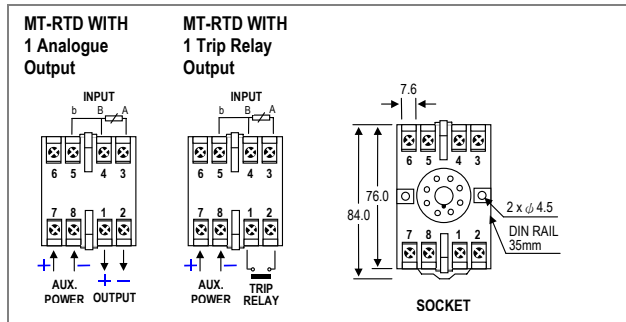 MT-RTD WITH
1 Analogue
Output
INPUT
b B A
6 5 4 3
7 8 1 2
+ − + −
AUX.
POWER
OUTPUT
MT-RTD WITH
1 Trip Relay
Output
INPUT
b B A
6 5 4 3
7 8 1 2
+ −
AUX.
POWER
TRIP
RELAY
7.6
6 5 4 3
76.0
84.0
2 x ϕ 4.5
DIN RAIL
35mm
7 8 1 2
SOCKET